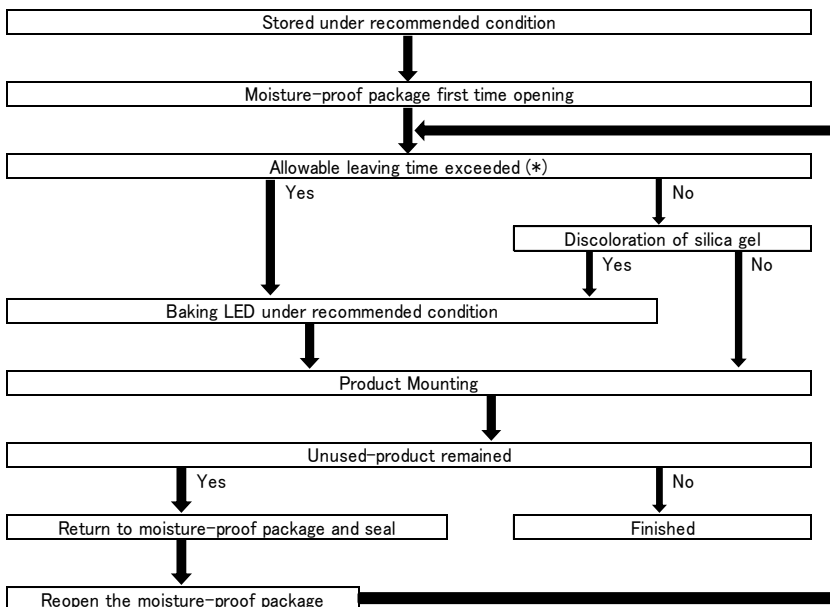 Stored under recommended condition
Moisture-proof package first time opening
Allowable leaving time exceeded (*)
Yes
No
Discoloration of silica gel
Yes
No
Baking LED under recommended condition
Product Mounting
Unused-product remained
Yes
No
Return to moisture-proof package and seal
Finished
Reopen the moisture-proof package